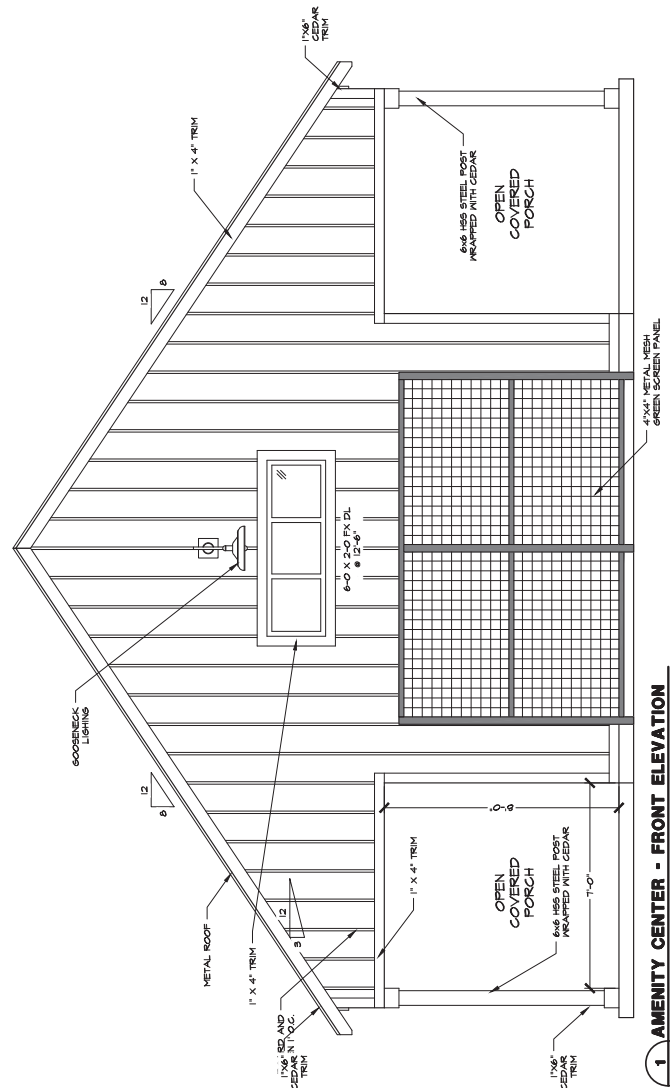 12
8
12
8
1" X 4" TRIM
1"X6"
CEDAR
TRIM
GOOSENECK
LIGHING
METAL ROOF
12
3
1" X 4" TRIM
RD AND
1"X6"
N 1' O.C.
CEDAR
TRIM
6-0 X 2-0 FX DL
@ 12'-6"
1" X 4" TRIM
OPEN
COVERED
PORCH
8'-0"
6x6 HSS STEEL POST
WRAPPED WITH CEDAR
7'-0"
1"X6"
CEDAR
TRIM
6x6 HSS STEEL POST
WRAPPED WITH CEDAR
OPEN
COVERED
PORCH
4"X4" METAL MESH
GREEN SCREEN PANEL
1 AMENITY CENTER - FRONT ELEVATION